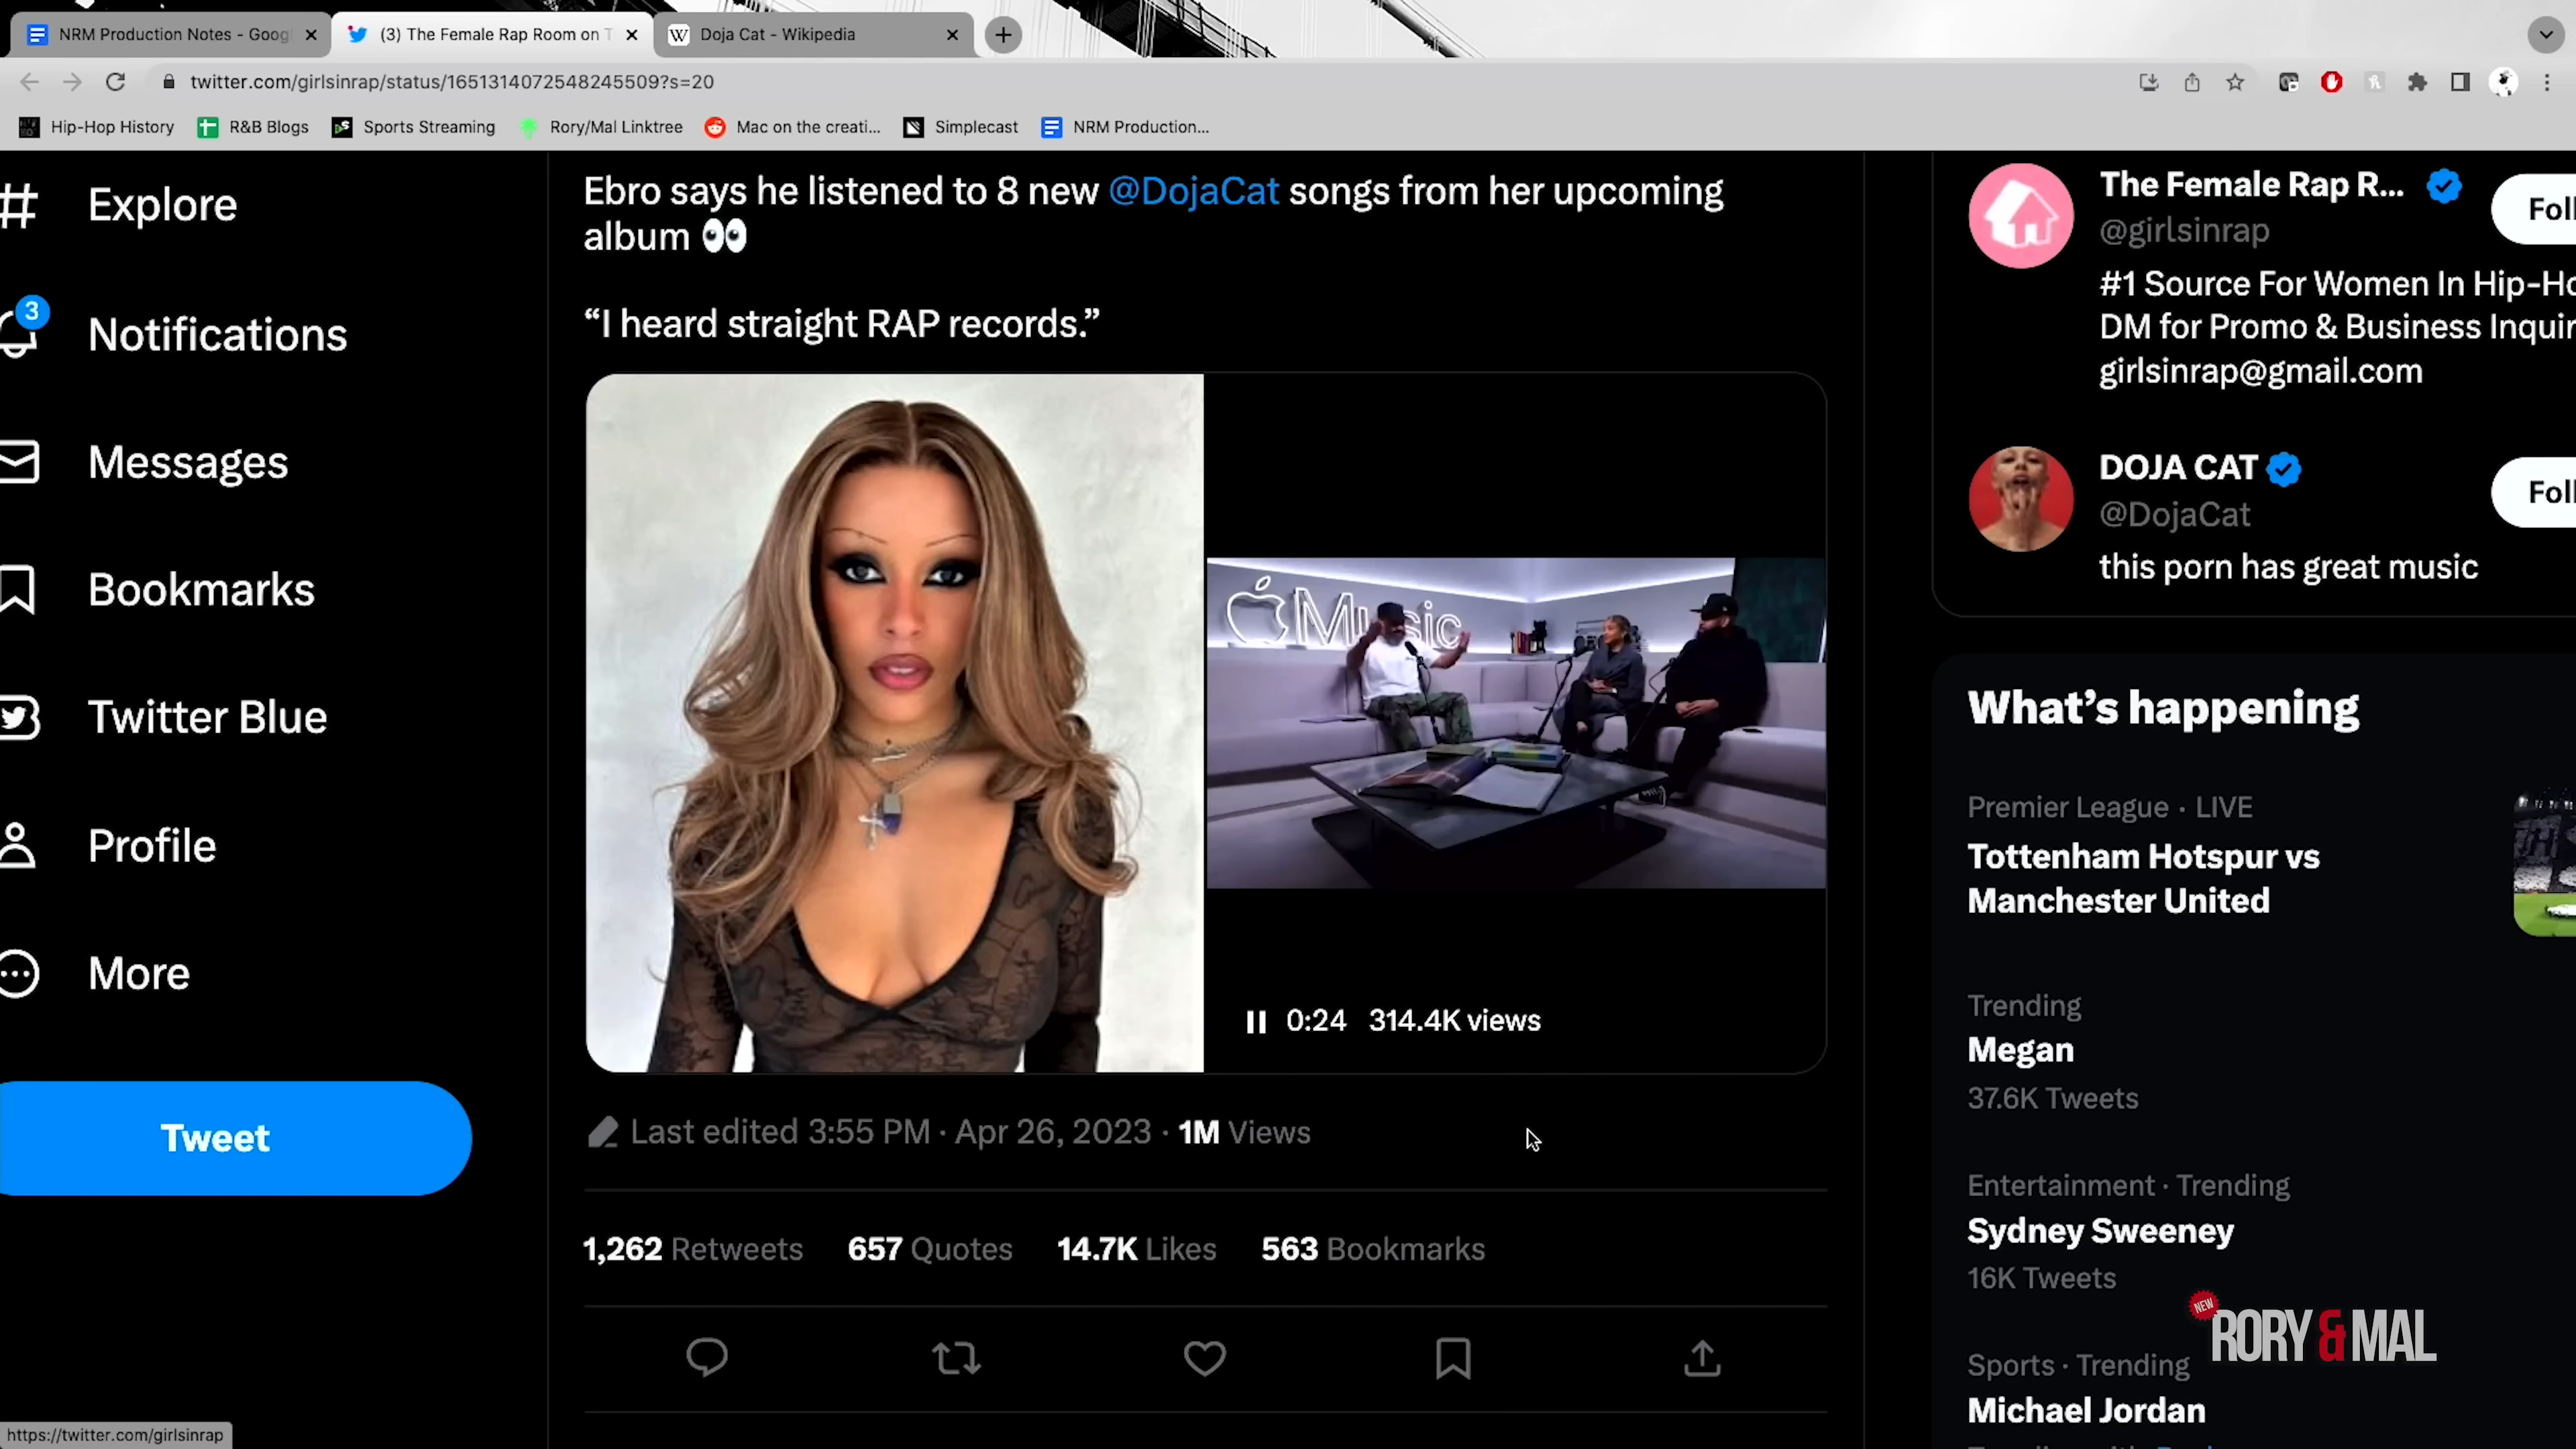 NRM Production Notes - Goog
(3) The Female Rap Room on T
W Doja Cat - Wikipedia
twitter.com/girlsinrap/status/1651314072548245509?s=20
Hip-Hop History R&B Blogs Sports Streaming Rory/Mal Linktree Mac on the creati... Simplecast NRM Production...
Explore
3
Notifications
Messages
Bookmarks
Twitter Blue
Profile
More
Tweet
Ebro says he listened to 8 new @DojaCat songs from her upcoming
album 👀
“I heard straight RAP records.”
Music
0:24 314.4K views
Last edited 3:55 PM · Apr 26, 2023 · 1M Views
1,262 Retweets 657 Quotes 14.7K Likes 563 Bookmarks
The Female Rap R...
Foll
@girlsinrap
#1 Source For Women In Hip-Ho
DM for Promo & Business Inquir
girlsinrap@gmail.com
DOJA CAT
Foll
@DojaCat
this porn has great music
What’s happening
Premier League · LIVE
Tottenham Hotspur vs
Manchester United
Trending
Megan
37.6K Tweets
Entertainment · Trending
Sydney Sweeney
16K Tweets
NEW
RORY & MAL
Sports · Trending
Michael Jordan
https://twitter.com/girlsinrap